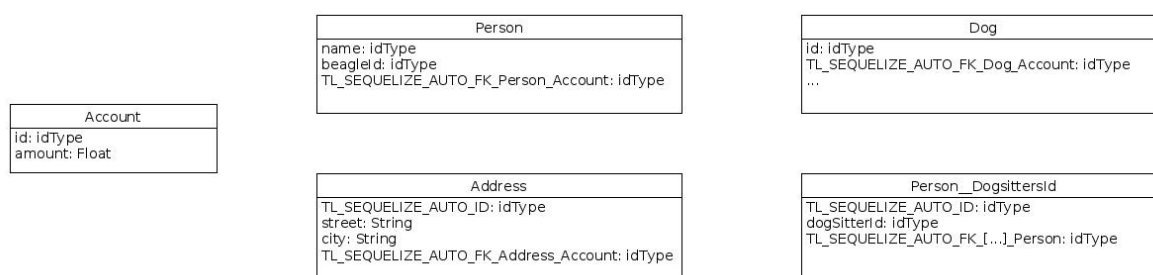 Person
name: idType
beagleId: idType
TL_SEQUELIZE_AUTO_FK_Person_Account: idType
Dog
id: idType
TL_SEQUELIZE_AUTO_FK_Dog_Account: idType
...
Account
id: idType
amount: Float
Address
TL_SEQUELIZE_AUTO_ID: idType
street: String
city: String
TL_SEQUELIZE_AUTO_FK_Address_Account: idType
Person__DogsittersId
TL_SEQUELIZE_AUTO_ID: idType
dogSitterId: idType
TL_SEQUELIZE_AUTO_FK_[...]_Person: idType